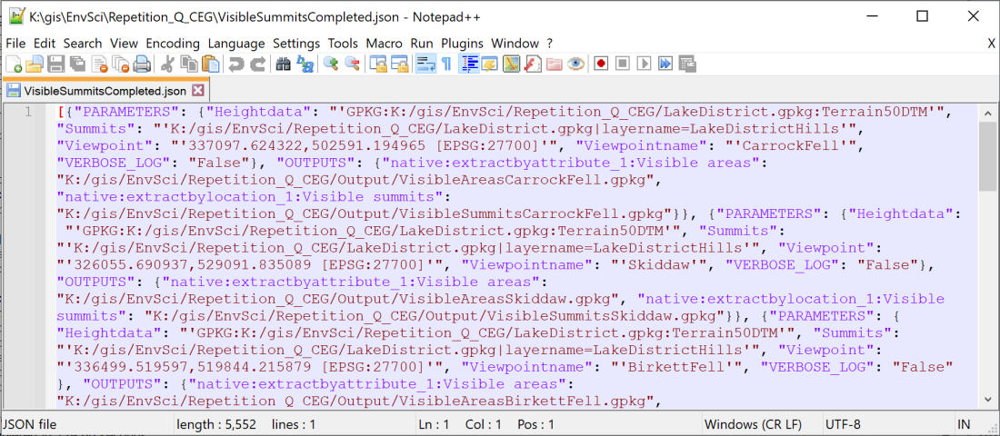 K:\gis\EnvSci\Repetition_Q_CEG\VisibleSummitsCompleted.json - Notepad++
File Edit Search View Encoding Language Settings Tools Macro Run Plugins Window ? X
VisibleSummitsCompleted.json
1 [{"PARAMETERS": {"Heightdata": "'GPKG:K:/gis/EnvSci/Repetition_Q_CEG/LakeDistrict.gpkg:Terrain50DTM'",
"Summits": "'K:/gis/EnvSci/Repetition_Q_CEG/LakeDistrict.gpkg|layername=LakeDistrictHills'",
"Viewpoint": "'337097.624322,502591.194965 [EPSG:27700]'", "Viewpointname": "'CarrockFell'",
"VERBOSE_LOG": "False"}, "OUTPUTS": {"native:extractbyattribute_1:Visible areas":
"K:/gis/EnvSci/Repetition_Q_CEG/Output/VisibleAreasCarrockFell.gpkg",
"native:extractbylocation_1:Visible summits":
"K:/gis/EnvSci/Repetition_Q_CEG/Output/VisibleSummitsCarrockFell.gpkg"}}, {"PARAMETERS": {"Heightdata":
"'GPKG:K:/gis/EnvSci/Repetition_Q_CEG/LakeDistrict.gpkg:Terrain50DTM'", "Summits":
"'K:/gis/EnvSci/Repetition_Q_CEG/LakeDistrict.gpkg|layername=LakeDistrictHills'", "Viewpoint":
"'326055.690937,529091.835089 [EPSG:27700]'", "Viewpointname": "'Skiddaw'", "VERBOSE_LOG": "False"},
"OUTPUTS": {"native:extractbyattribute_1:Visible areas":
"K:/gis/EnvSci/Repetition_Q_CEG/Output/VisibleAreasSkiddaw.gpkg", "native:extractbylocation_1:Visible
summits": "K:/gis/EnvSci/Repetition_Q_CEG/Output/VisibleSummitsSkiddaw.gpkg"}}, {"PARAMETERS": {
"Heightdata": "'GPKG:K:/gis/EnvSci/Repetition_Q_CEG/LakeDistrict.gpkg:Terrain50DTM'", "Summits":
"'K:/gis/EnvSci/Repetition_Q_CEG/LakeDistrict.gpkg|layername=LakeDistrictHills'", "Viewpoint":
"'336499.519597,519844.215879 [EPSG:27700]'", "Viewpointname": "'BirkettFell'", "VERBOSE_LOG": "False"
}, "OUTPUTS": {"native:extractbyattribute_1:Visible areas":
"K:/gis/EnvSci/Repetition_Q_CEG/Output/VisibleAreasBirkettFell.gpkg",
JSON file length : 5,552 lines : 1 Ln : 1 Col : 1 Pos : 1 Windows (CR LF) UTF-8 IN